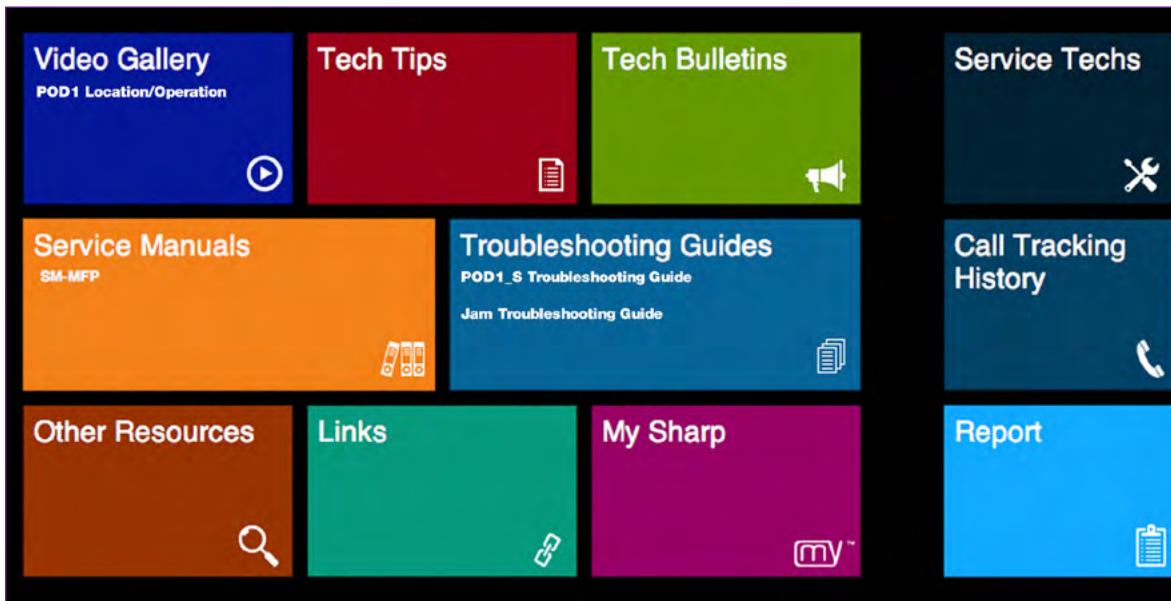 Video Gallery
POD1 Location/Operation
Tech Tips
Tech Bulletins
Service Techs
Service Manuals
SM-MFP
Troubleshooting Guides
POD1_S Troubleshooting Guide
Jam Troubleshooting Guide
Call Tracking
History
Other Resources
Links
My Sharp
my™
Report